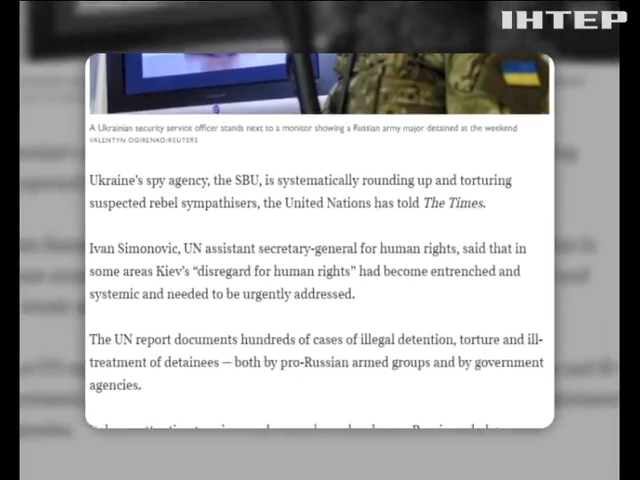 ІНТЕР
A Ukrainian security service officer stands next to a monitor showing a Russian army major detained at the weekend
VALENTYN OGIRENKO/REUTERS
Ukraine's spy agency, the SBU, is systematically rounding up and torturing
suspected rebel sympathisers, the United Nations has told The Times.
Ivan Simonovic, UN assistant secretary-general for human rights, said that in
some areas Kiev's “disregard for human rights” had become entrenched and
systemic and needed to be urgently addressed.
The UN report documents hundreds of cases of illegal detention, torture and ill-
treatment of detainees — both by pro-Russian armed groups and by government
agencies.